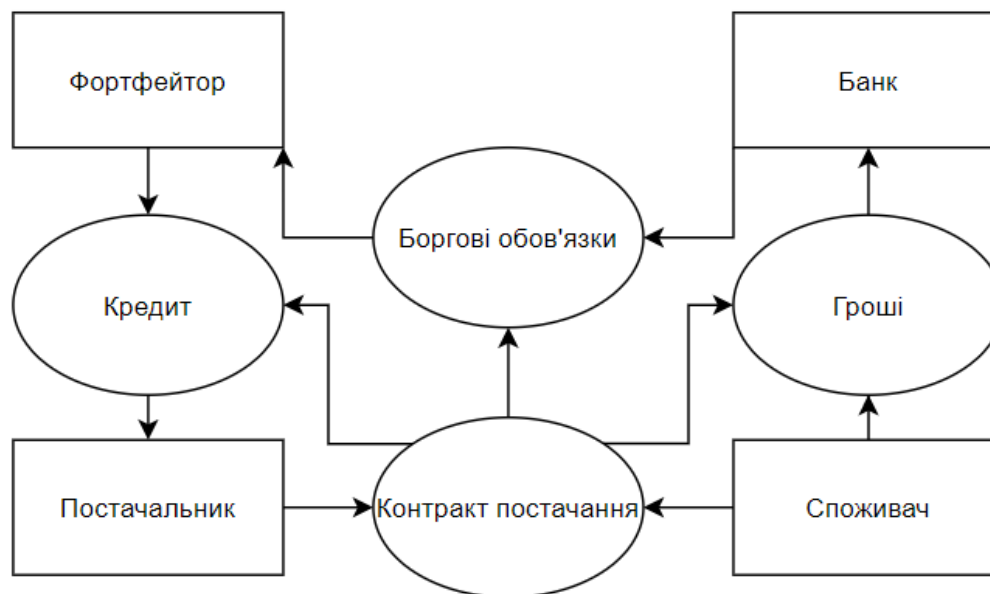 Фортфейтор
Банк
Боргові обов'язки
Кредит
Гроші
Постачальник
Контракт постачання
Споживач